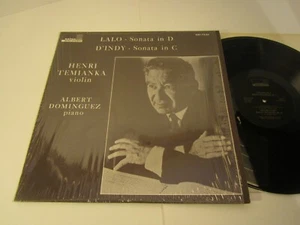 LALO - Sonata in D
D'INDY - Sonata in C
HENRI
TEMIANKA
violin
ALBERT
DOMINGUEZ
piano